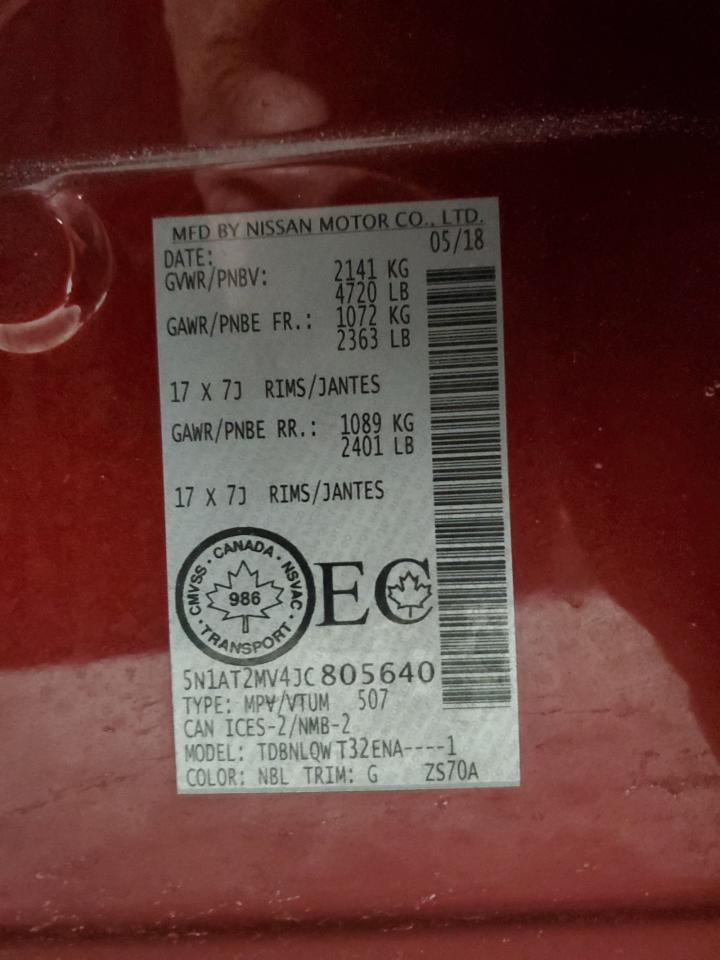 MFD BY NISSAN MOTOR CO., LTD.
DATE: 05/18
GVWR/PNBV: 2141 KG
4720 LB
GAWR/PNBE FR.: 1072 KG
2363 LB
17 X 7J RIMS/JANTES
GAWR/PNBE RR.: 1089 KG
2401 LB
17 X 7J RIMS/JANTES
CMVSS · CANADA · NSVAC · TRANSPORT ·
986
EC
5N1AT2MV4JC805640
TYPE: MPV/VTUM 507
CAN ICES-2/NMB-2
MODEL: TDBNLQW T32ENA----1
COLOR: NBL TRIM: G ZS70A